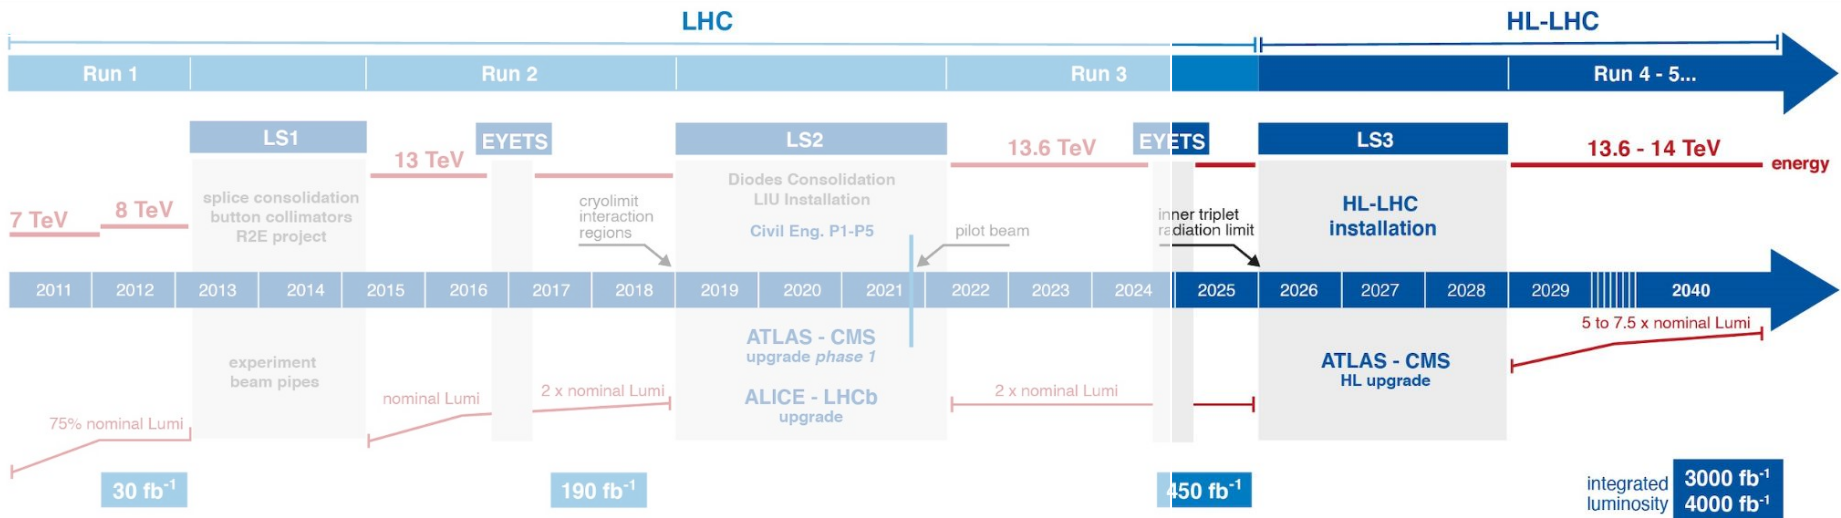 LHC
HL-LHC
Run 1
Run 2
Run 3
Run 4 - 5...
LS1
EYETS
LS2
EYETS
LS3
7 TeV
8 TeV
13 TeV
13.6 TeV
13.6 - 14 TeV
energy
splice consolidation
button collimators
R2E project
cryolimit
interaction
regions
Diodes Consolidation
LIU Installation
Civil Eng. P1-P5
pilot beam
inner triplet
radiation limit
HL-LHC
installation
2011
2012
2013
2014
2015
2016
2017
2018
2019
2020
2021
2022
2023
2024
2025
2026
2027
2028
2029
2040
experiment
beam pipes
ATLAS - CMS
upgrade phase 1
ALICE - LHCb
upgrade
ATLAS - CMS
HL upgrade
75% nominal Lumi
nominal Lumi
2 x nominal Lumi
2 x nominal Lumi
5 to 7.5 x nominal Lumi
30 fb⁻¹
190 fb⁻¹
450 fb⁻¹
integrated
luminosity
3000 fb⁻¹
4000 fb⁻¹